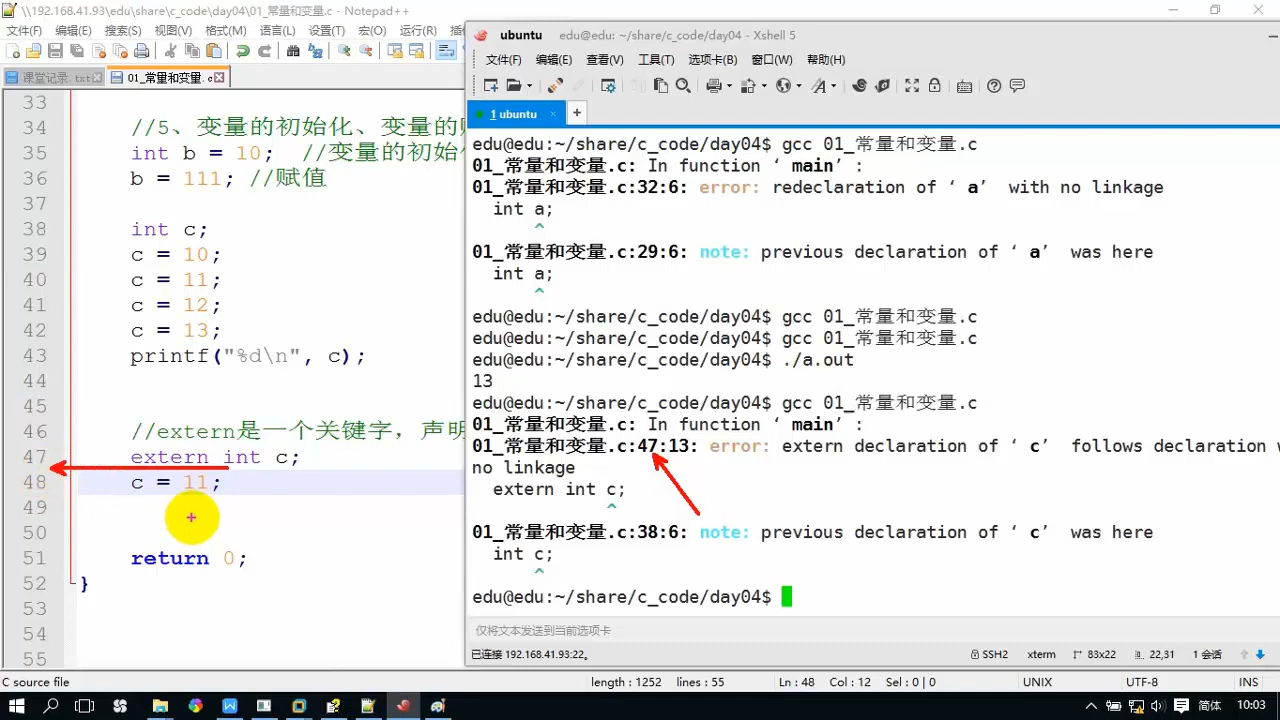 \\192.168.41.93\edu\share\c_code\day04\01_常量和变量.c - Notepad++
文件(F) 编辑(E) 搜索(S) 视图(V) 格式(M) 语言(L) 设置(T) 宏(O) 运行(R)
课堂记录.txt
01_常量和变量.c
33
34 //5、变量的初始化、变量的
35 int b = 10; //变量的初始
36 b = 111; //赋值
37
38 int c;
39 c = 10;
40 c = 11;
41 c = 12;
42 c = 13;
43 printf("%d\n", c);
44
45
46 //extern是一个关键字，声
47 extern int c;
48 c = 11;
49
50
51 return 0;
52 }
53
54
55
ubuntu edu@edu: ~/share/c_code/day04 - Xshell 5
文件(F) 编辑(E) 查看(V) 工具(T) 选项卡(B) 窗口(W) 帮助(H)
1 ubuntu
edu@edu:~/share/c_code/day04$ gcc 01_常量和变量.c
01_常量和变量.c: In function ‘ main’ :
01_常量和变量.c:32:6: error: redeclaration of ‘ a’ with no linkage
int a;
^
01_常量和变量.c:29:6: note: previous declaration of ‘ a’ was here
int a;
^
edu@edu:~/share/c_code/day04$ gcc 01_常量和变量.c
edu@edu:~/share/c_code/day04$ gcc 01_常量和变量.c
edu@edu:~/share/c_code/day04$ ./a.out
13
edu@edu:~/share/c_code/day04$ gcc 01_常量和变量.c
01_常量和变量.c: In function ‘ main’ :
01_常量和变量.c:47:13: error: extern declaration of ‘ c’ follows declaration
no linkage
extern int c;
^
01_常量和变量.c:38:6: note: previous declaration of ‘ c’ was here
int c;
^
edu@edu:~/share/c_code/day04$
仅将文本发送到当前选项卡
已连接 192.168.41.93:22。 SSH2 xterm 83x22 22,31 1 会话
C source file length : 1252 lines : 55 Ln : 48 Col : 12 Sel : 0 | 0 UNIX UTF-8 INS
简体 10:03